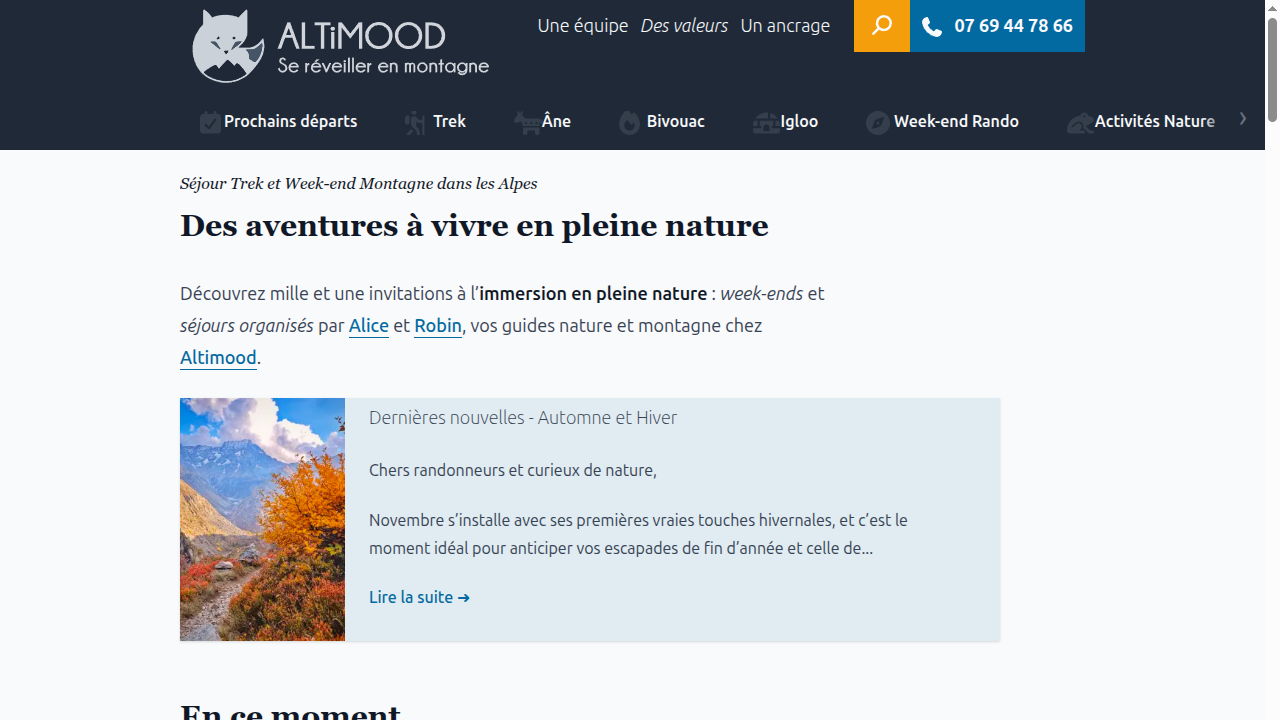 ALTiMOOD
Se réveiller en montagne
Une équipe Des valeurs Un ancrage
07 69 44 78 66
Prochains départs Trek Âne Bivouac Igloo Week-end Rando Activités Nature
Séjour Trek et Week-end Montagne dans les Alpes
Des aventures à vivre en pleine nature
Découvrez mille et une invitations à l’immersion en pleine nature : week-ends et
séjours organisés par Alice et Robin, vos guides nature et montagne chez
Altimood.
Dernières nouvelles - Automne et Hiver
Chers randonneurs et curieux de nature,
Novembre s’installe avec ses premières vraies touches hivernales, et c’est le
moment idéal pour anticiper vos escapades de fin d’année et celle de...
Lire la suite ➔
En ce moment